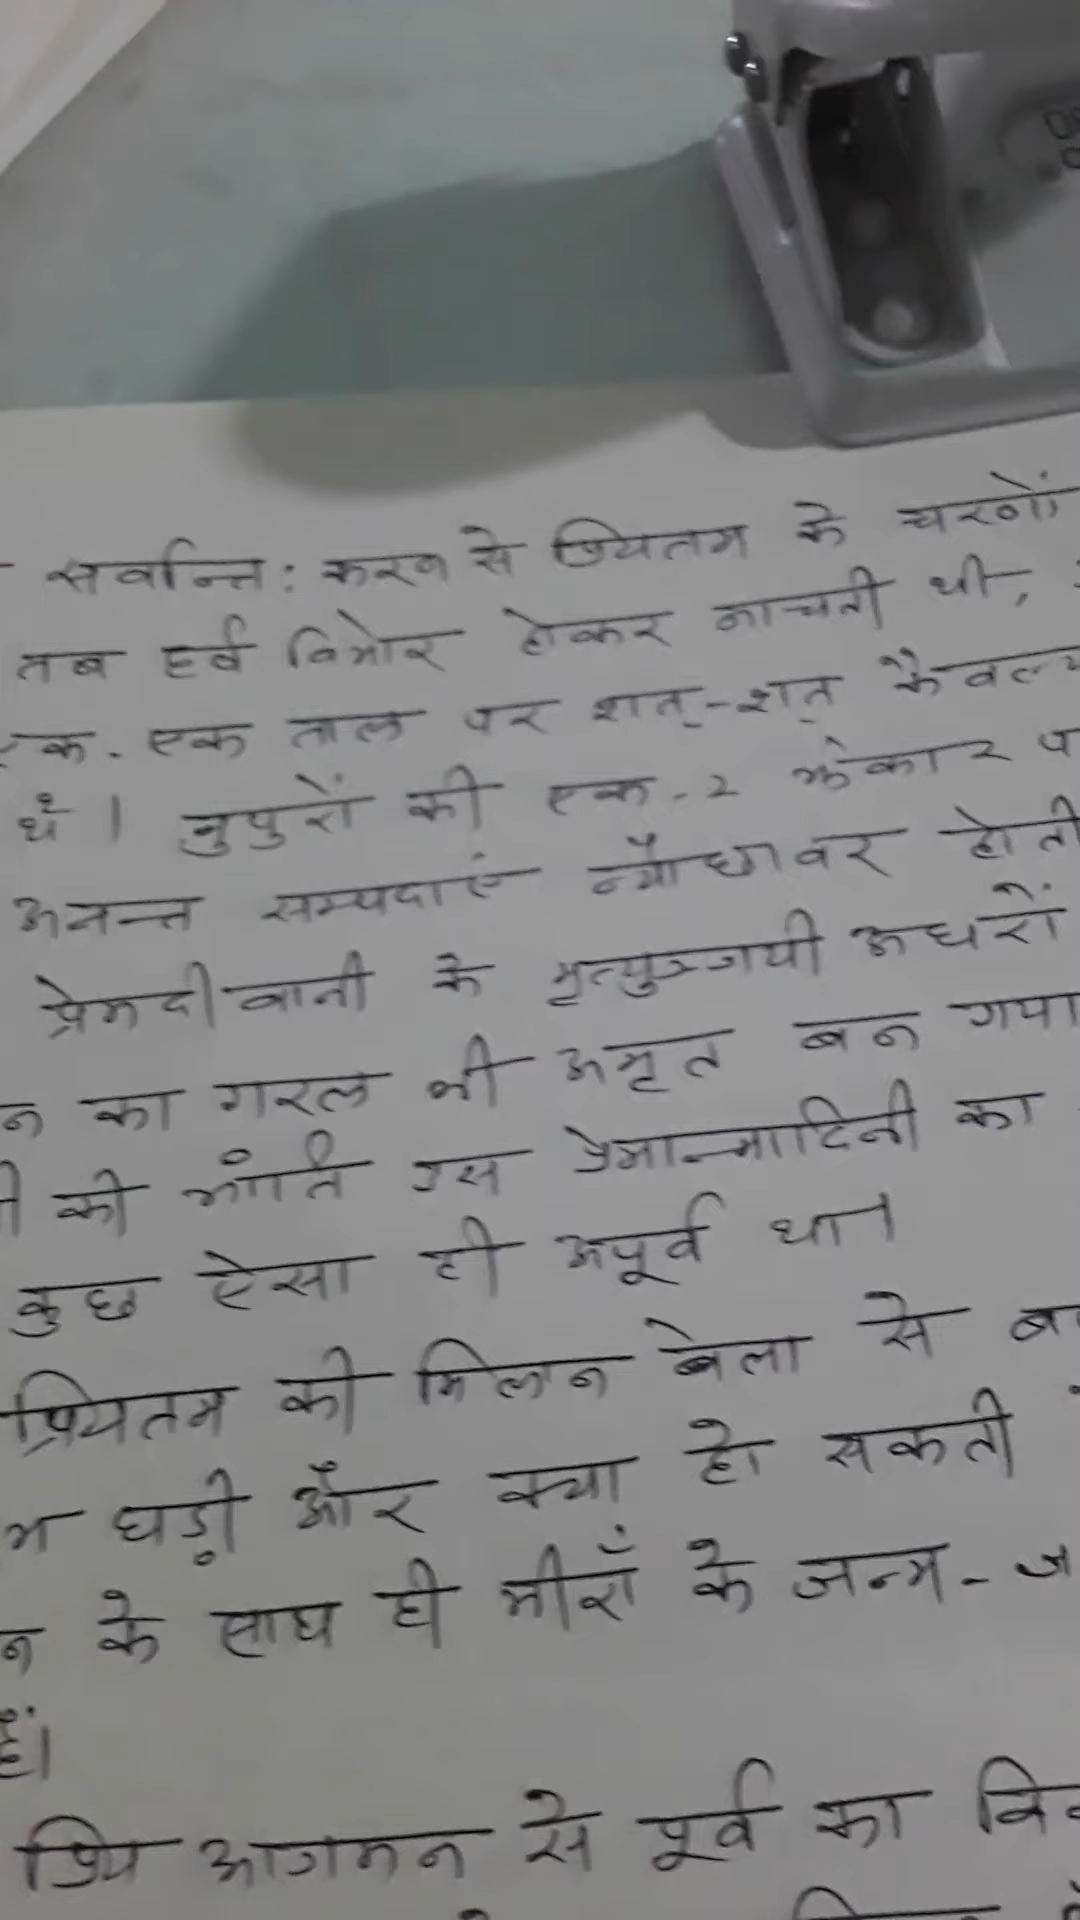 सर्वान्त: करण से प्रियतम के चरणों
तब हर्ष विभोर होकर नाचती थी,
एक. एक ताल पर शत्-शत् कैवल्य
थे। नुपुरों की एक-२ झंकार प
अनन्त सम्पदाएं न्यौछावर होती
प्रेमदीवानी के मृत्युञ्जयी अधरों
न का गरल भी अमृत बन गया
की भांति उस प्रेमोन्मादिनी का
कुछ ऐसा ही अपूर्व था।
प्रियतम की मिलन बेला से
घड़ी और क्या हो सकती
न के साथ ही मीराँ के जन्म-ज
हैं।
प्रिय आगमन से पूर्व का